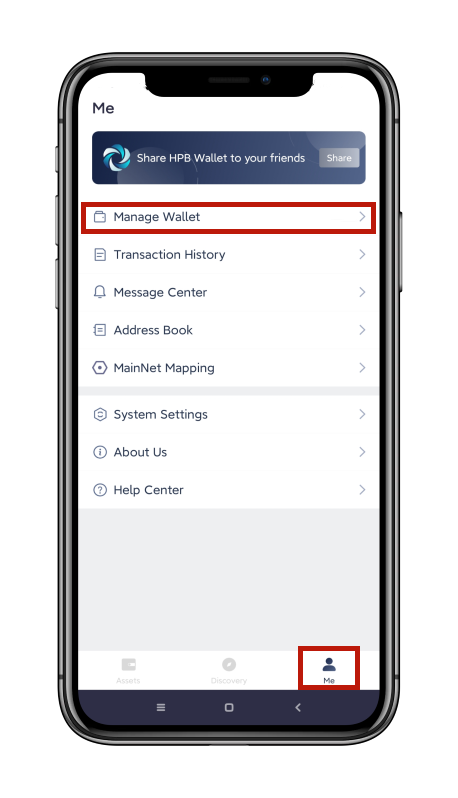 Me
Share HPB Wallet to your friends
Share
Manage Wallet
Transaction History
Message Center
Address Book
MainNet Mapping
System Settings
About Us
Help Center
Assets
Discovery
Me